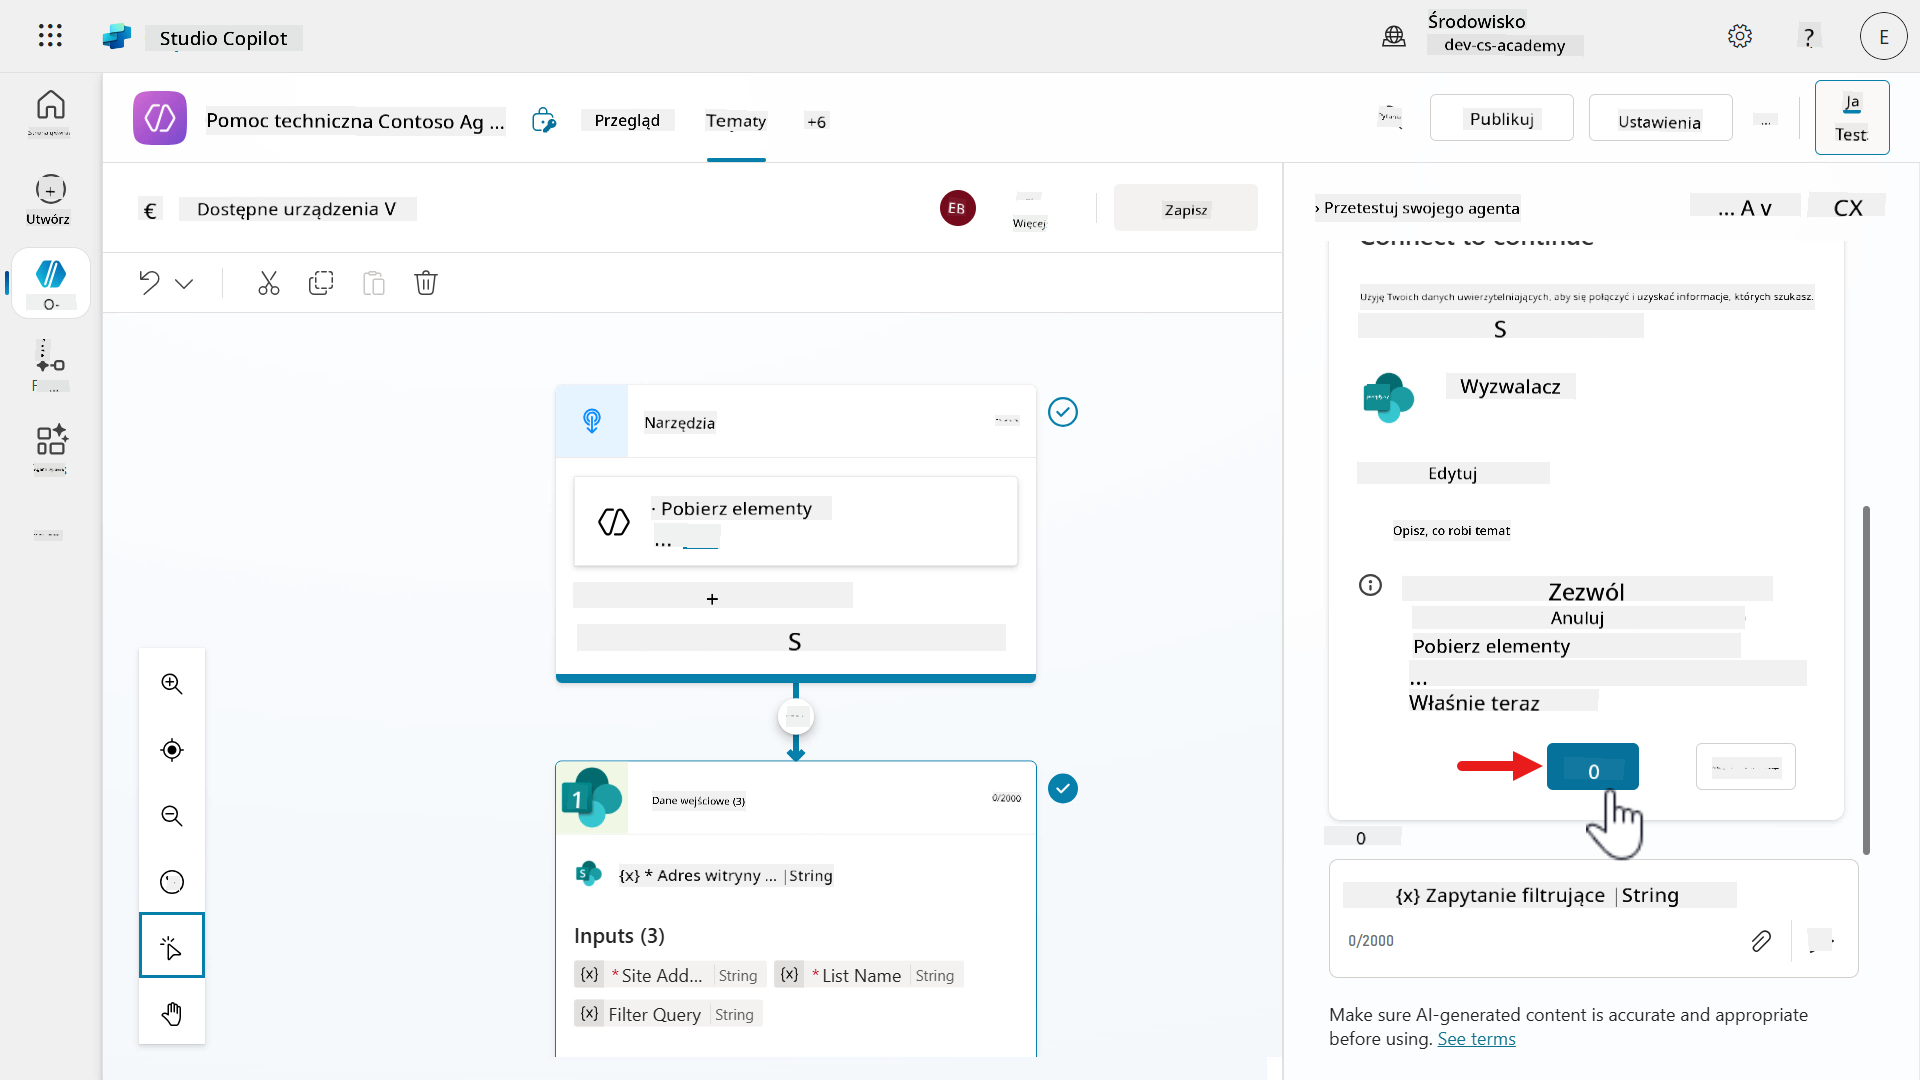 Studio Copilot
Środowisko
dev-cs-academy
?
E
Pomoc techniczna Contoso Ag ...
Przegląd
Tematy
+6
Publikuj
Ustawienia
...
Ja
Test
Utwórz
O-
F ...
€ Dostępne urządzenia V
EB
Więcej
Zapisz
› Przetestuj swojego agenta
... A v
CX
Connect to continue
Użyję Twoich danych uwierzytelniających, aby się połączyć i uzyskać informacje, których szukasz.
S
Wyzwalacz
Edytuj
Opisz, co robi temat
Zezwól
Anuluj
Pobierz elementy
...
Właśnie teraz
0
0
{x} Zapytanie filtrujące |String
0/2000
Make sure AI-generated content is accurate and appropriate
before using. See terms
Narzędzia
· Pobierz elementy
...
+
S
Dane wejściowe (3)
0/2000
{x} * Adres witryny ... |String
Inputs (3)
{x} * Site Add... String {x} * List Name String
{x} Filter Query String